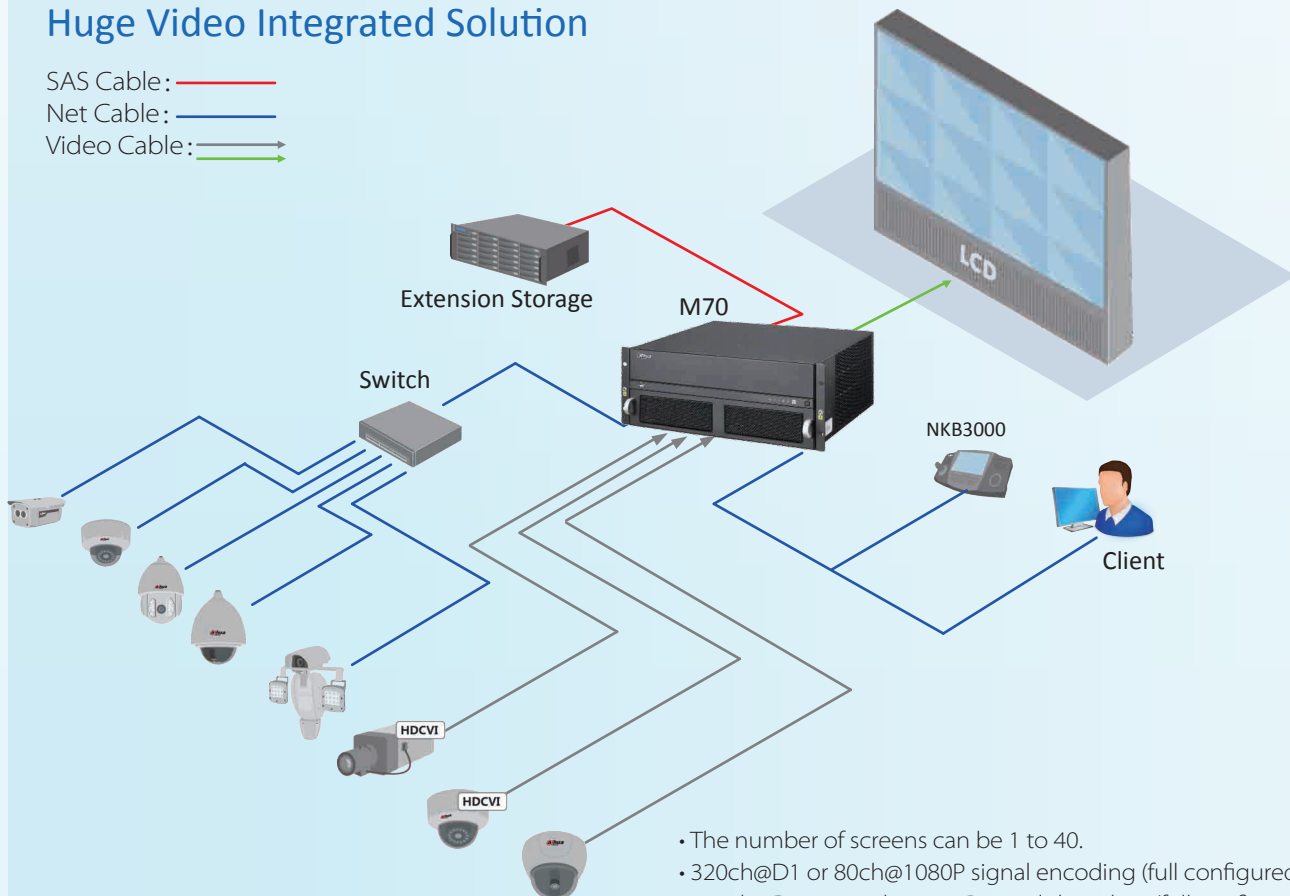 Huge Video Integrated Solution
SAS Cable:
Net Cable:
Video Cable:
LCD
Extension Storage
M70
Switch
NKB3000
Client
HDCVI
HDCVI
• The number of screens can be 1 to 40.
• 320ch@D1 or 80ch@1080P signal encoding (full configured